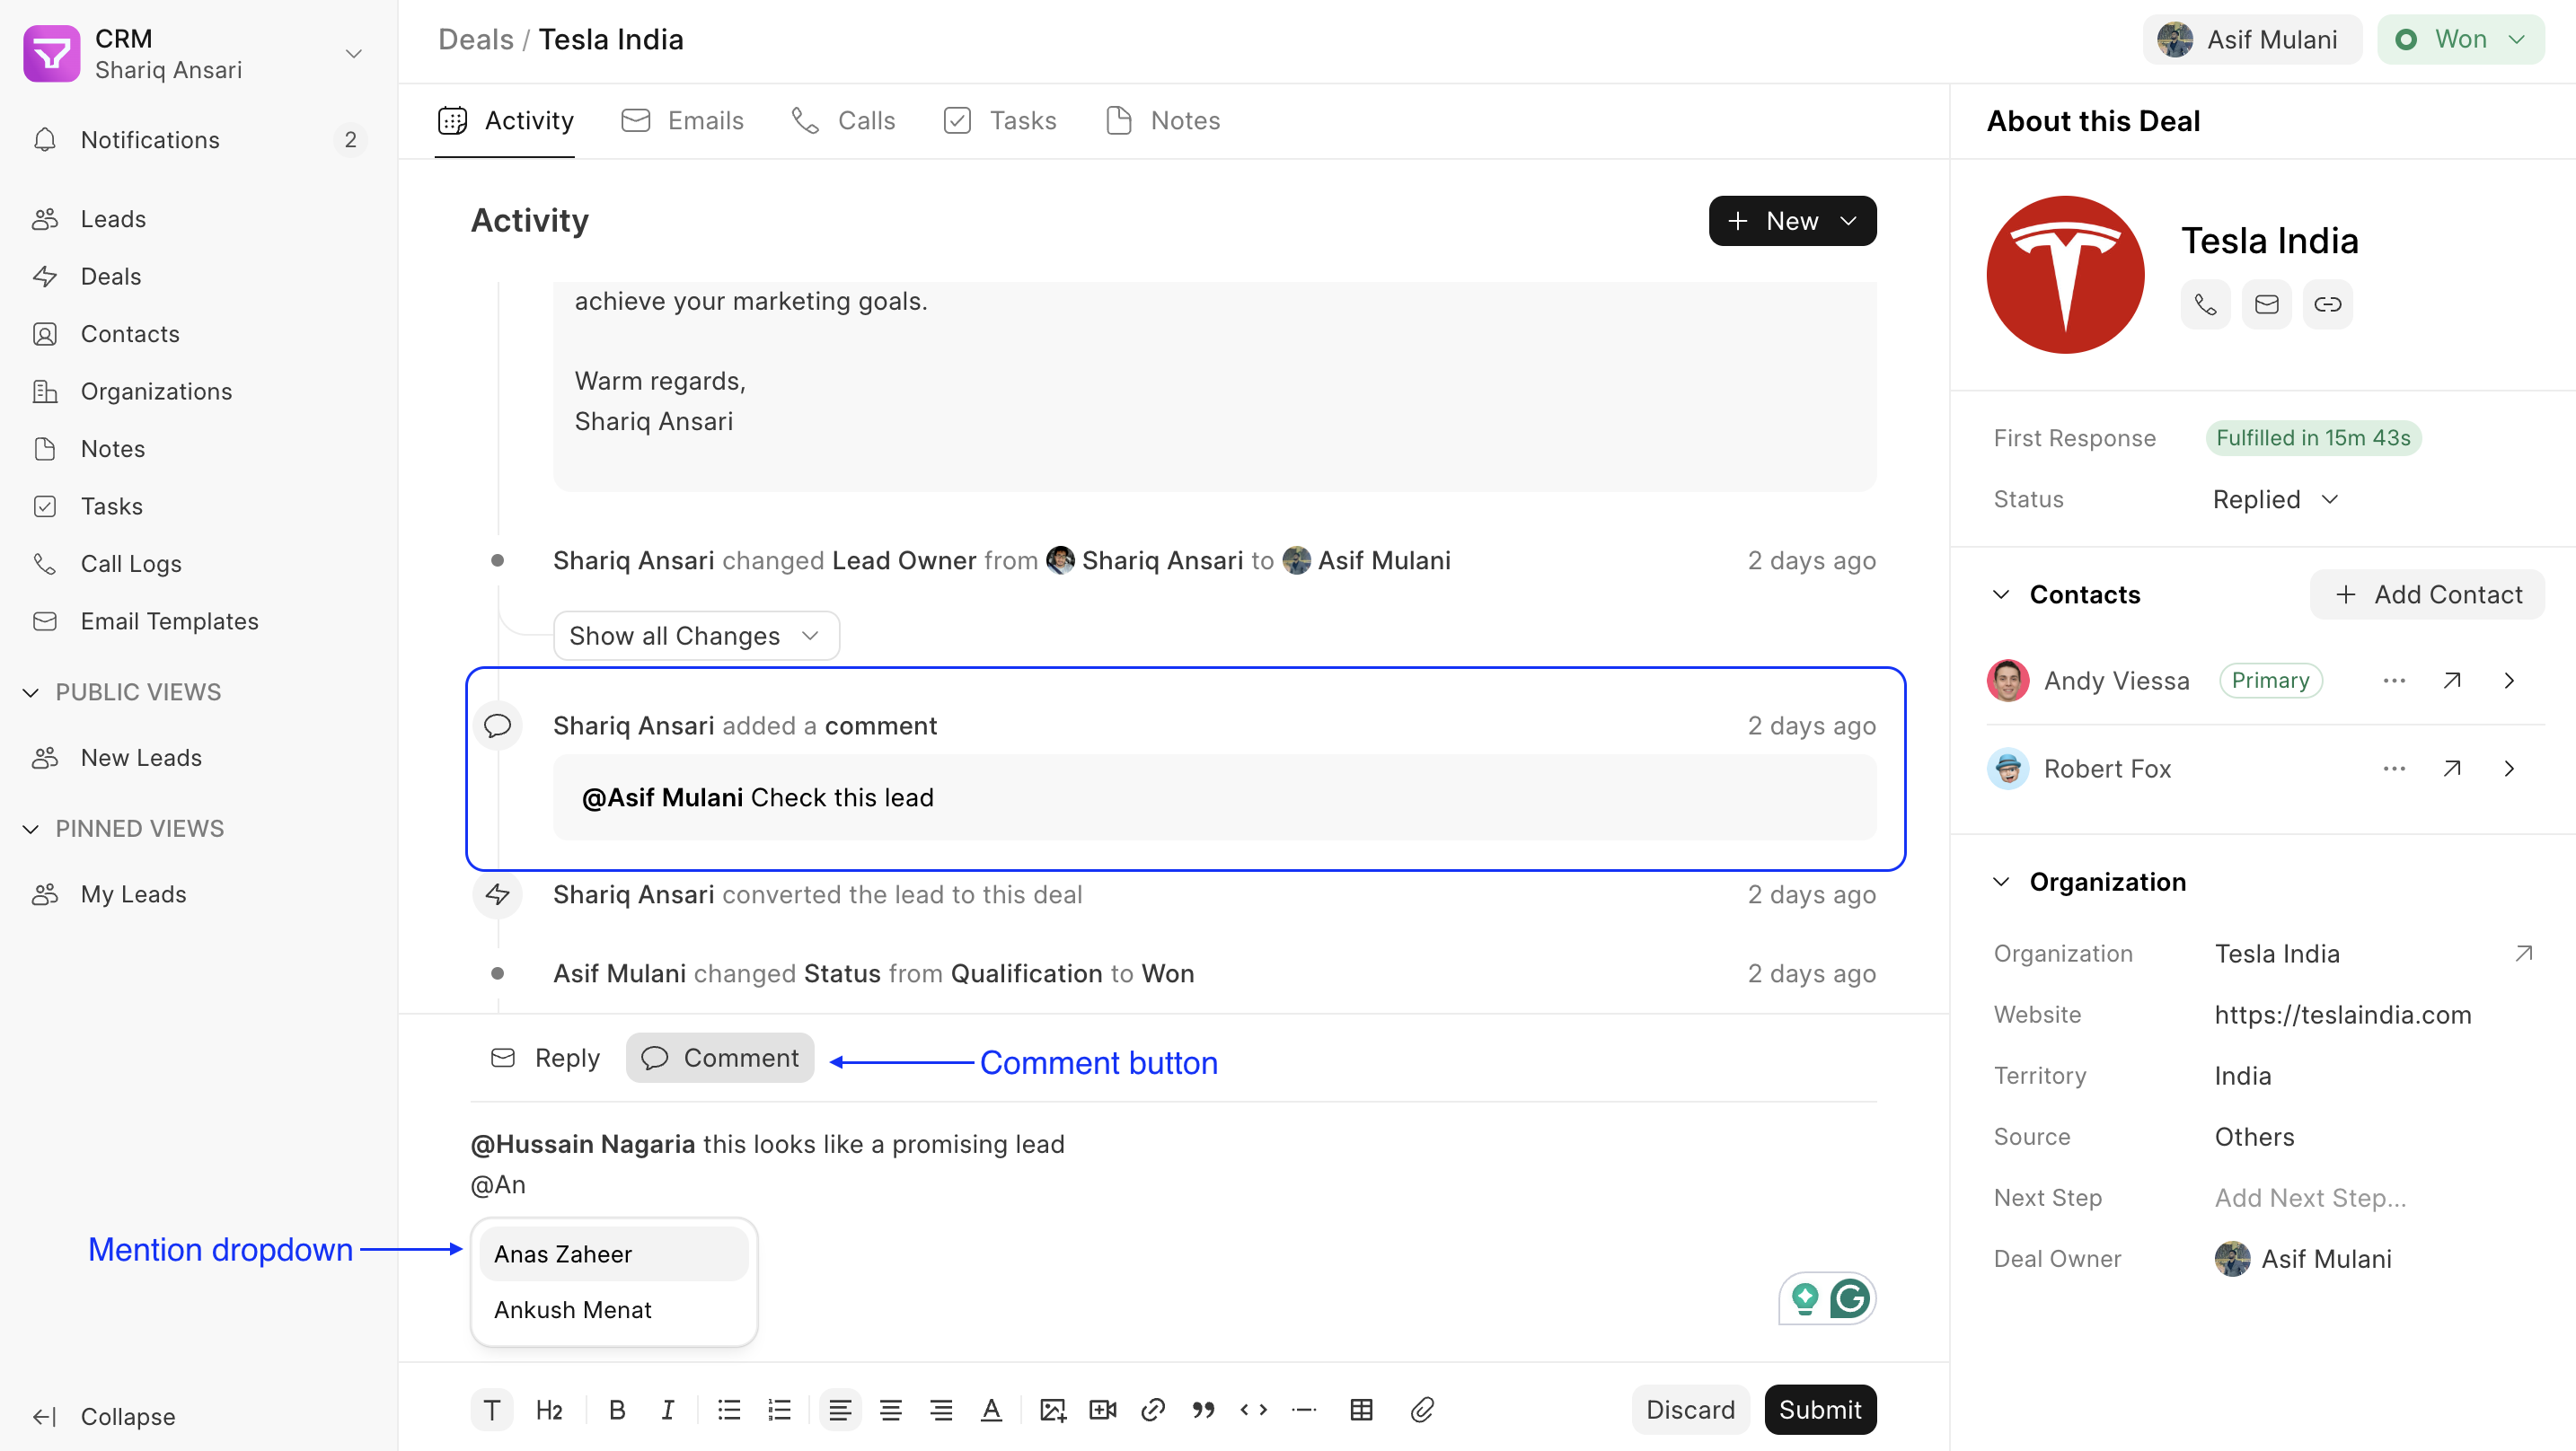 CRM
Shariq Ansari
Notifications 2
Leads
Deals
Contacts
Organizations
Notes
Tasks
Call Logs
Email Templates
PUBLIC VIEWS
New Leads
PINNED VIEWS
My Leads
Collapse
Deals / Tesla India
Asif Mulani
Won
Activity Emails Calls Tasks Notes
Activity
+ New
achieve your marketing goals.
Warm regards,
Shariq Ansari
Shariq Ansari changed Lead Owner from Shariq Ansari to Asif Mulani 2 days ago
Show all Changes
Shariq Ansari added a comment 2 days ago
@Asif Mulani Check this lead
Shariq Ansari converted the lead to this deal 2 days ago
Asif Mulani changed Status from Qualification to Won 2 days ago
Reply Comment
Comment button
@Hussain Nagaria this looks like a promising lead
@An
Mention dropdown
Anas Zaheer
Ankush Menat
T H2 B I A
Discard Submit
About this Deal
Tesla India
First Response Fulfilled in 15m 43s
Status Replied
Contacts + Add Contact
Andy Viessa Primary
Robert Fox
Organization
Organization Tesla India
Website https://teslaindia.com
Territory India
Source Others
Next Step Add Next Step...
Deal Owner Asif Mulani